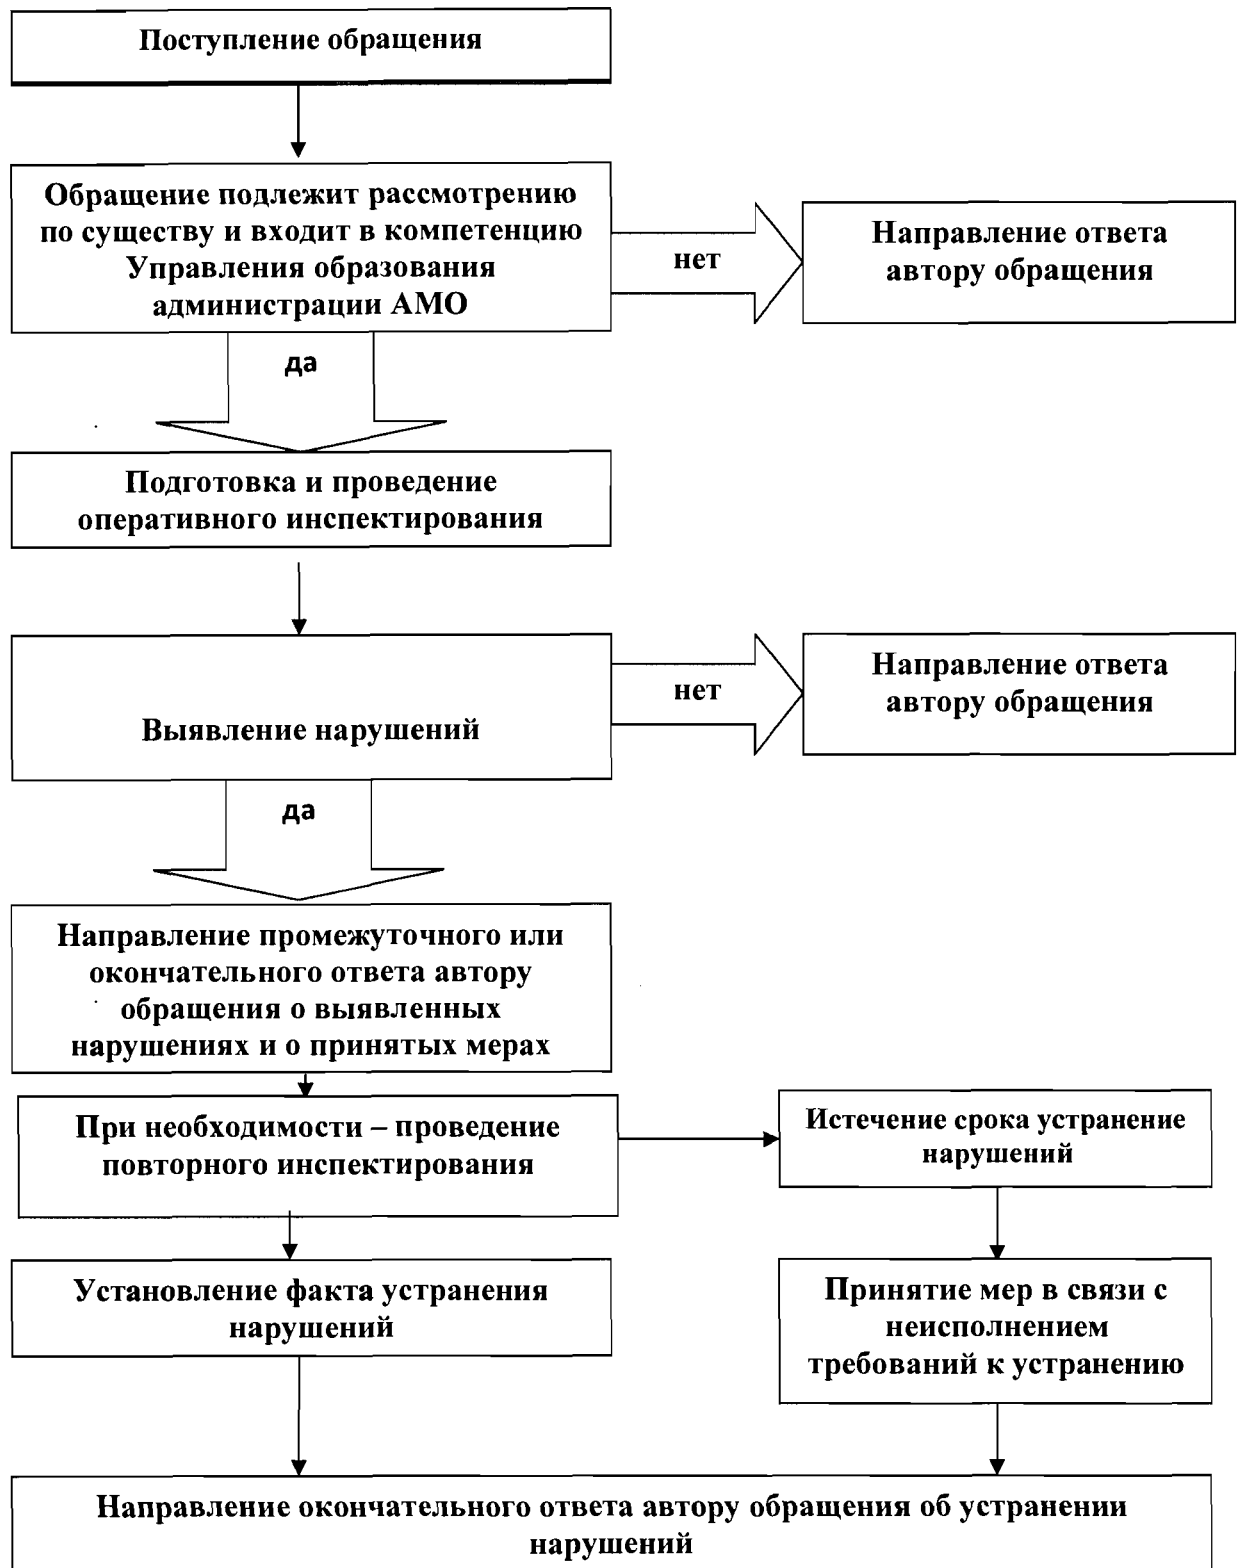 Поступление обращения
Обращение подлежит рассмотрению
по существу и входит в компетенцию
Управления образования
администрации АМО
нет
Направление ответа
автору обращения
да
Подготовка и проведение
оперативного инспектирования
Выявление нарушений
нет
Направление ответа
автору обращения
да
Направление промежуточного или
окончательного ответа автору
обращения о выявленных
нарушениях и о принятых мерах
При необходимости – проведение
повторного инспектирования
Истечение срока устранение
нарушений
Установление факта устранения
нарушений
Принятие мер в связи с
неисполнением
требований к устранению
Направление окончательного ответа автору обращения об устранении
нарушений